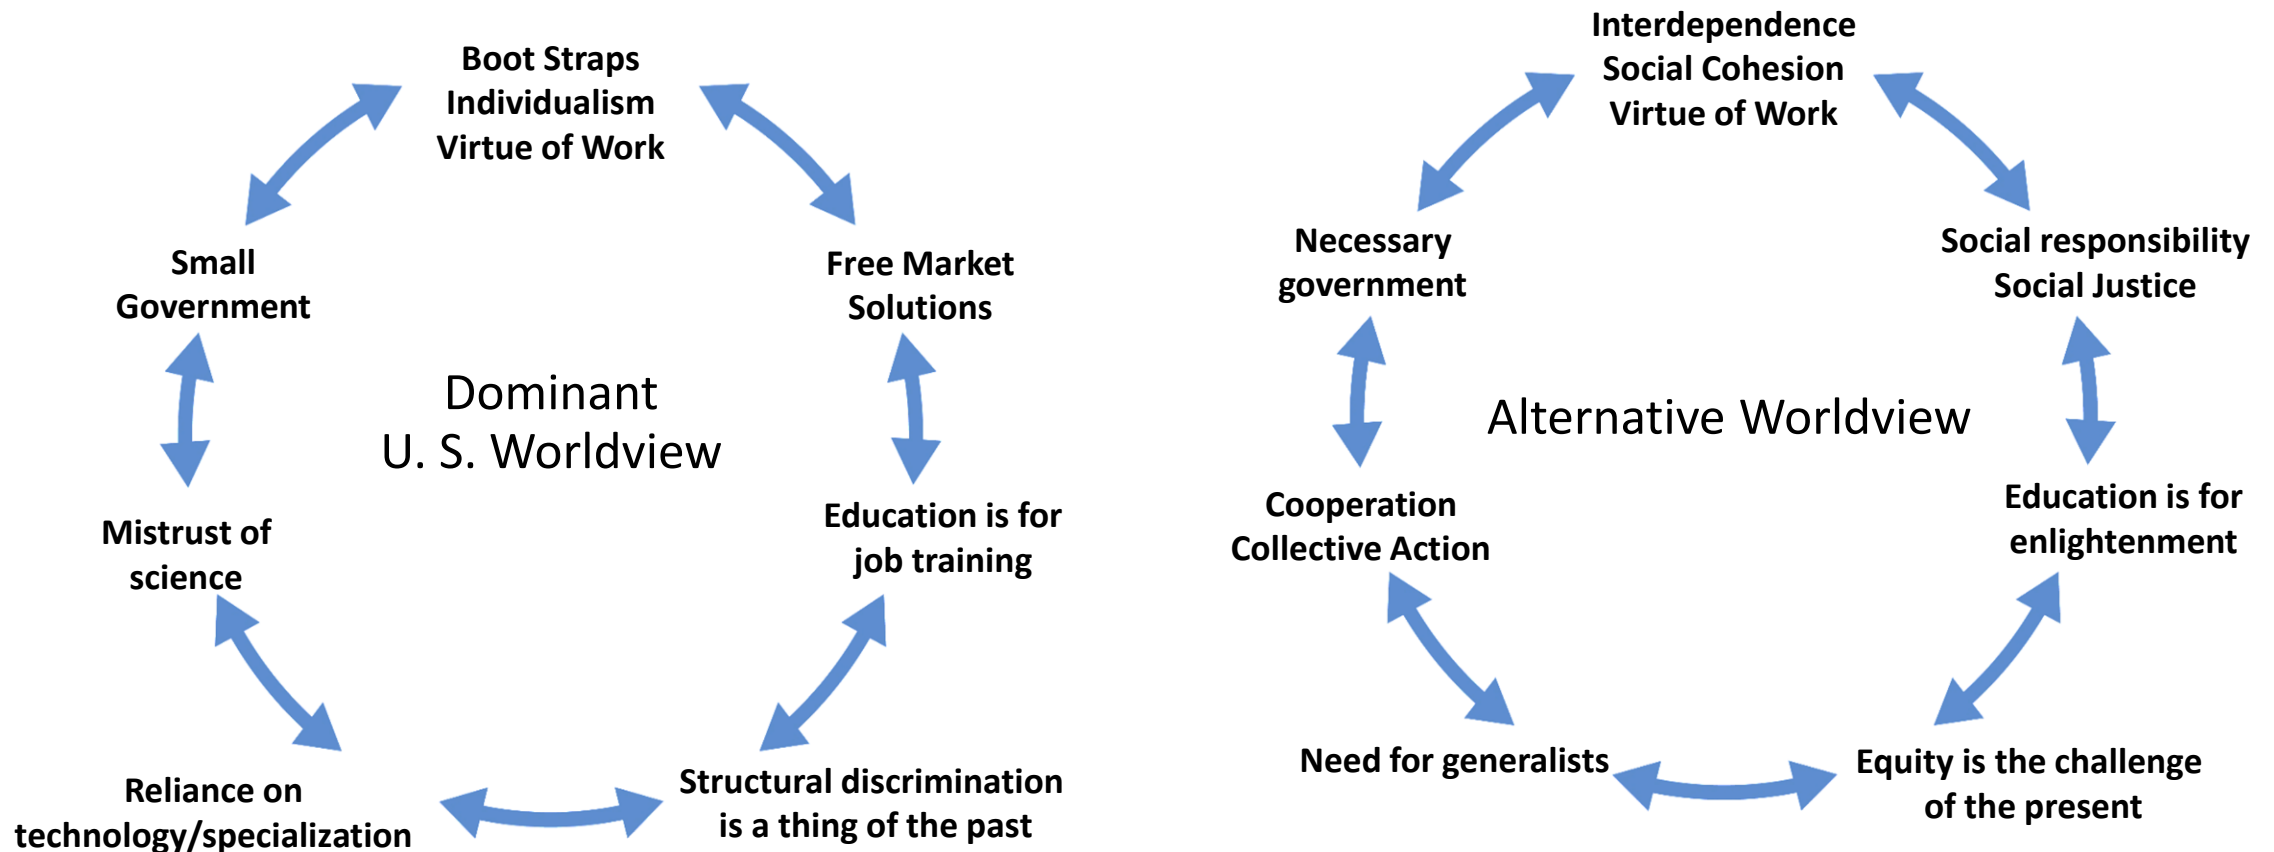 Boot Straps
Individualism
Virtue of Work
Small
Government
Free Market
Solutions
Dominant
U. S. Worldview
Mistrust of
science
Education is for
job training
Reliance on
technology/specialization
Structural discrimination
is a thing of the past
Interdependence
Social Cohesion
Virtue of Work
Necessary
government
Social responsibility
Social Justice
Alternative Worldview
Cooperation
Collective Action
Education is for
enlightenment
Need for generalists
Equity is the challenge
of the present